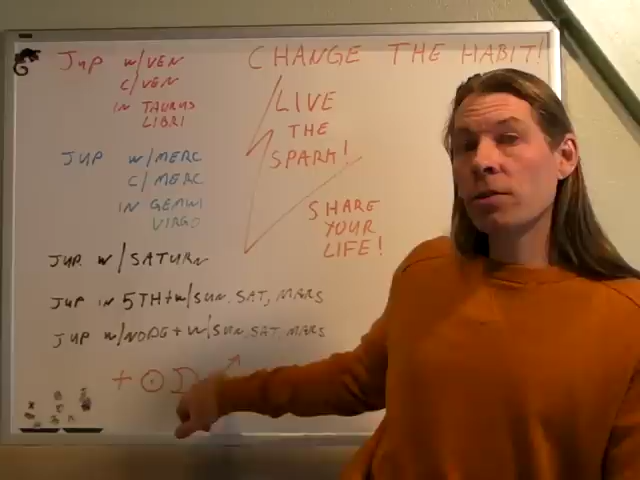 JUP W/VEN
C/VEN
IN TAURUS
LIBRI
JUP W/MERC
C/MERC
IN GEMINI
VIRGO
JUP. W/SATURN
JUP IN 5TH + W/SUN, SAT, MARS
JUP W/NODE + W/SUN, SAT, MARS
+ ☉
CHANGE THE HABIT!
LIVE
THE
SPARK!
SHARE
YOUR
LIFE!